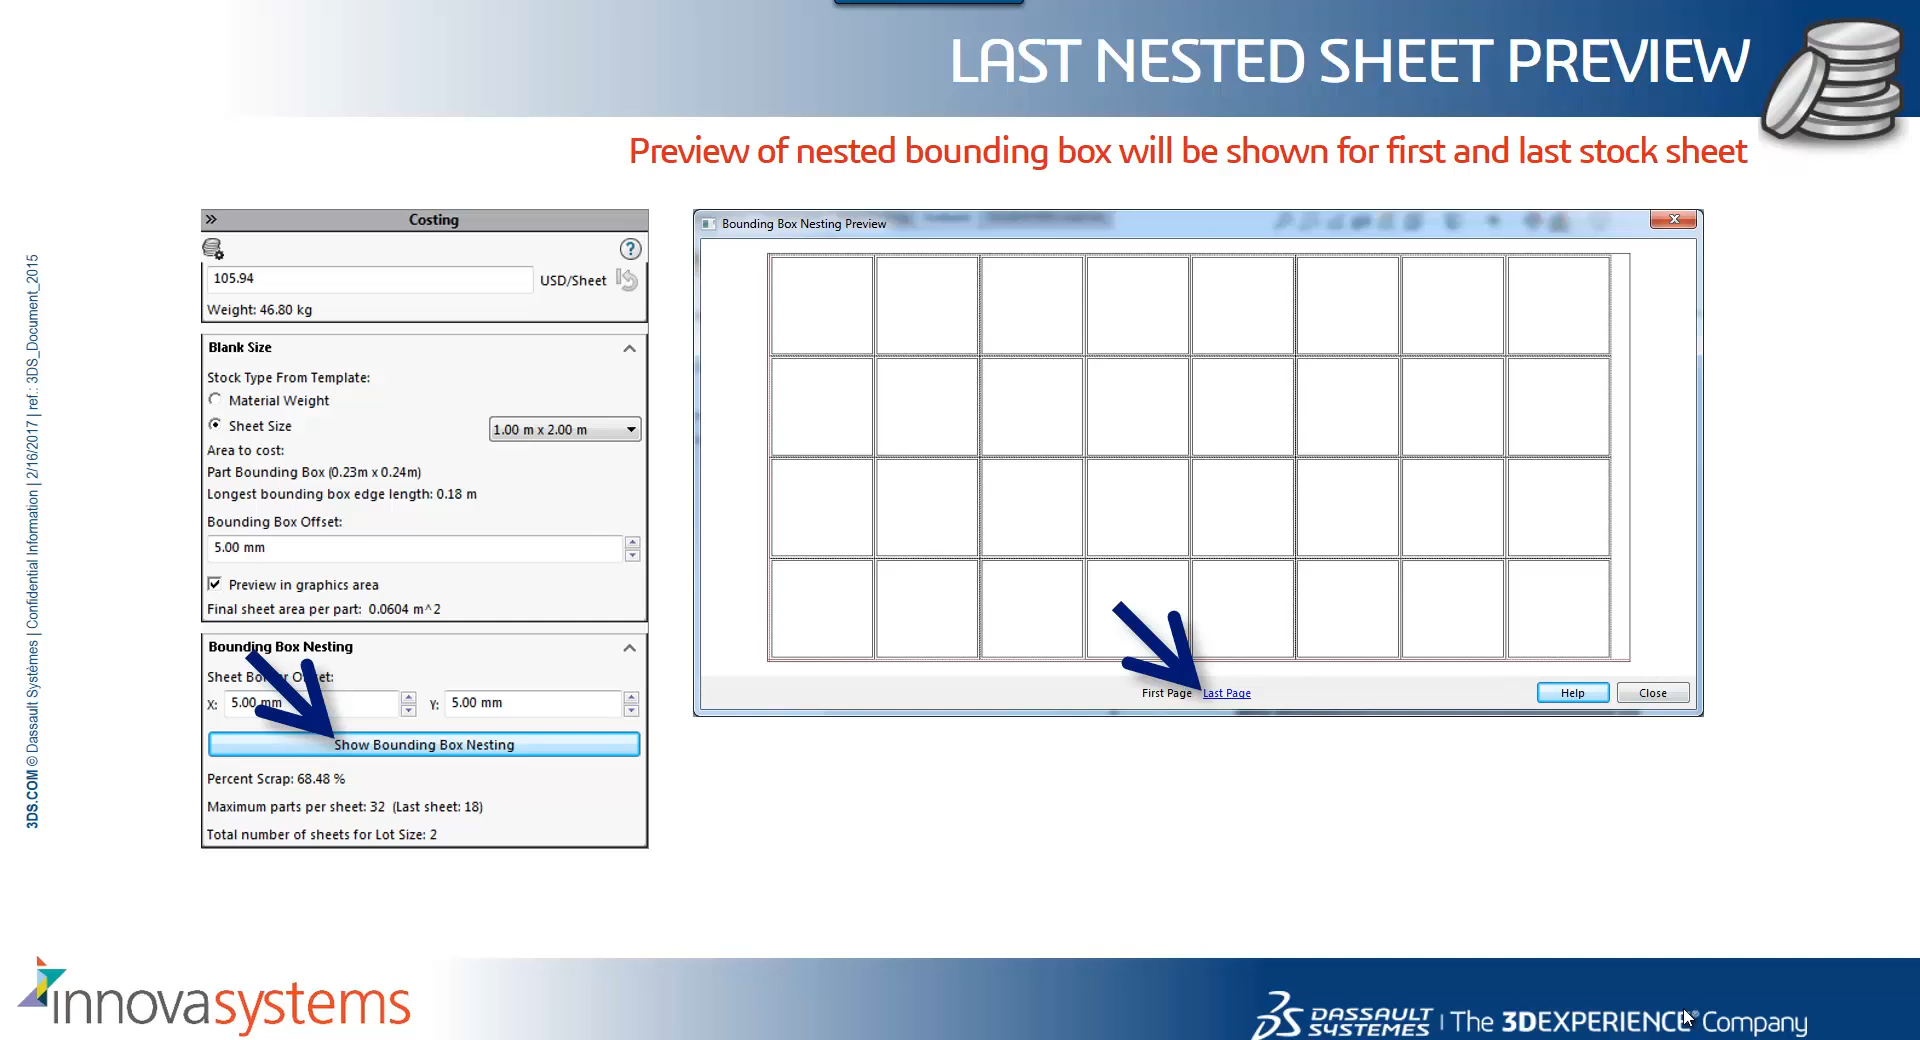 LAST NESTED SHEET PREVIEW
Preview of nested bounding box will be shown for first and last stock sheet
3DS.COM © Dassault Systèmes | Confidential Information | 2/16/2017 | ref.: 3DS_Document_2015
Costing
105.94 USD/Sheet
Weight: 46.80 kg
Blank Size
Stock Type From Template:
Material Weight
Sheet Size 1.00 m x 2.00 m
Area to cost:
Part Bounding Box (0.23m x 0.24m)
Longest bounding box edge length: 0.18 m
Bounding Box Offset:
5.00 mm
Preview in graphics area
Final sheet area per part: 0.0604 m^2
Bounding Box Nesting
Sheet Border Offset:
X: 5.00 mm Y: 5.00 mm
Show Bounding Box Nesting
Percent Scrap: 68.48 %
Maximum parts per sheet: 32 (Last sheet: 18)
Total number of sheets for Lot Size: 2
Bounding Box Nesting Preview
First Page Last Page Help Close
innovasystems
DASSAULT SYSTEMES | The 3DEXPERIENCE® Company